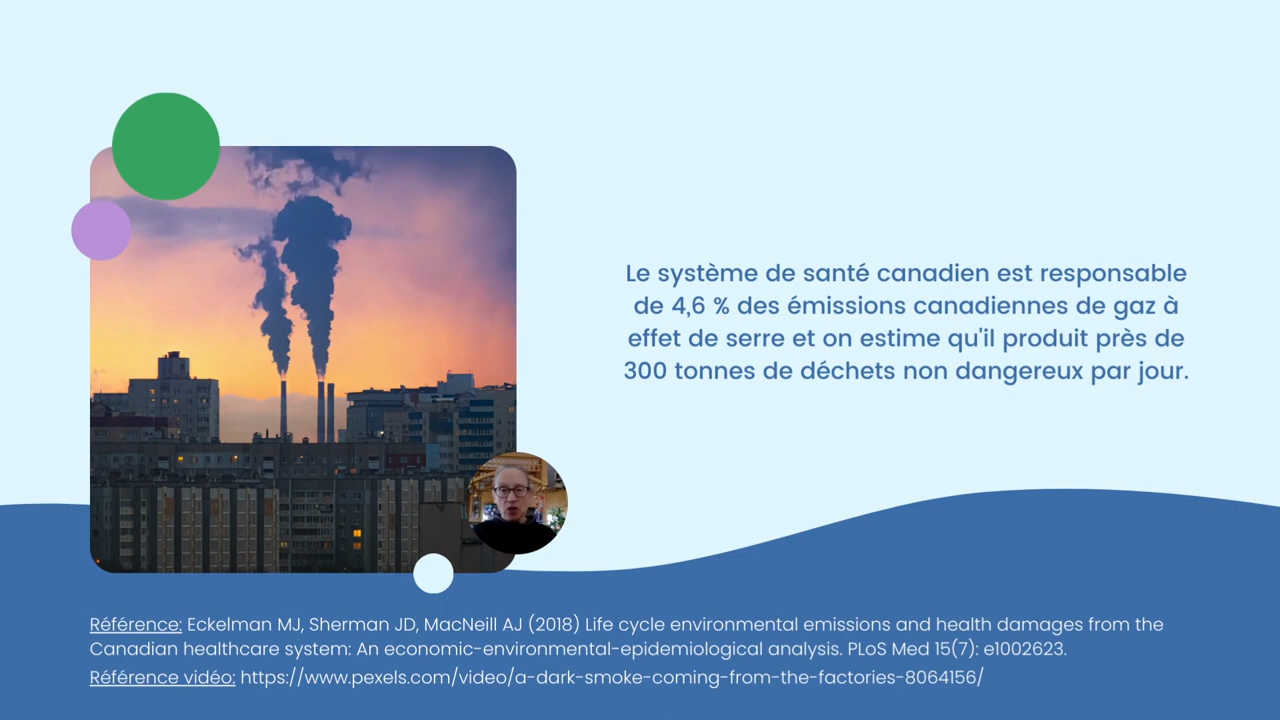 Le système de santé canadien est responsable
de 4,6 % des émissions canadiennes de gaz à
effet de serre et on estime qu'il produit près de
300 tonnes de déchets non dangereux par jour.
Référence: Eckelman MJ, Sherman JD, MacNeill AJ (2018) Life cycle environmental emissions and health damages from the
Canadian healthcare system: An economic-environmental-epidemiological analysis. PLoS Med 15(7): e1002623.
Référence vidéo: https://www.pexels.com/video/a-dark-smoke-coming-from-the-factories-8064156/